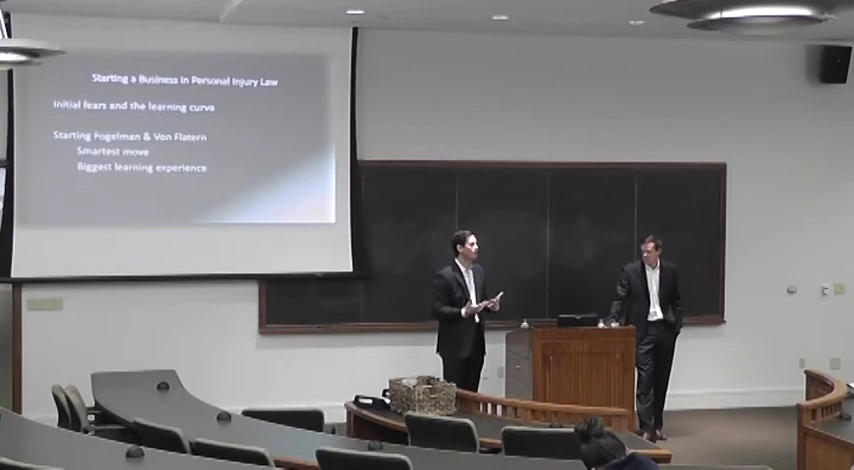 Starting a Business in Personal Injury Law
Initial fears and the learning curve
Starting Fogelman & Von Flatern
Smartest move
Biggest learning experience